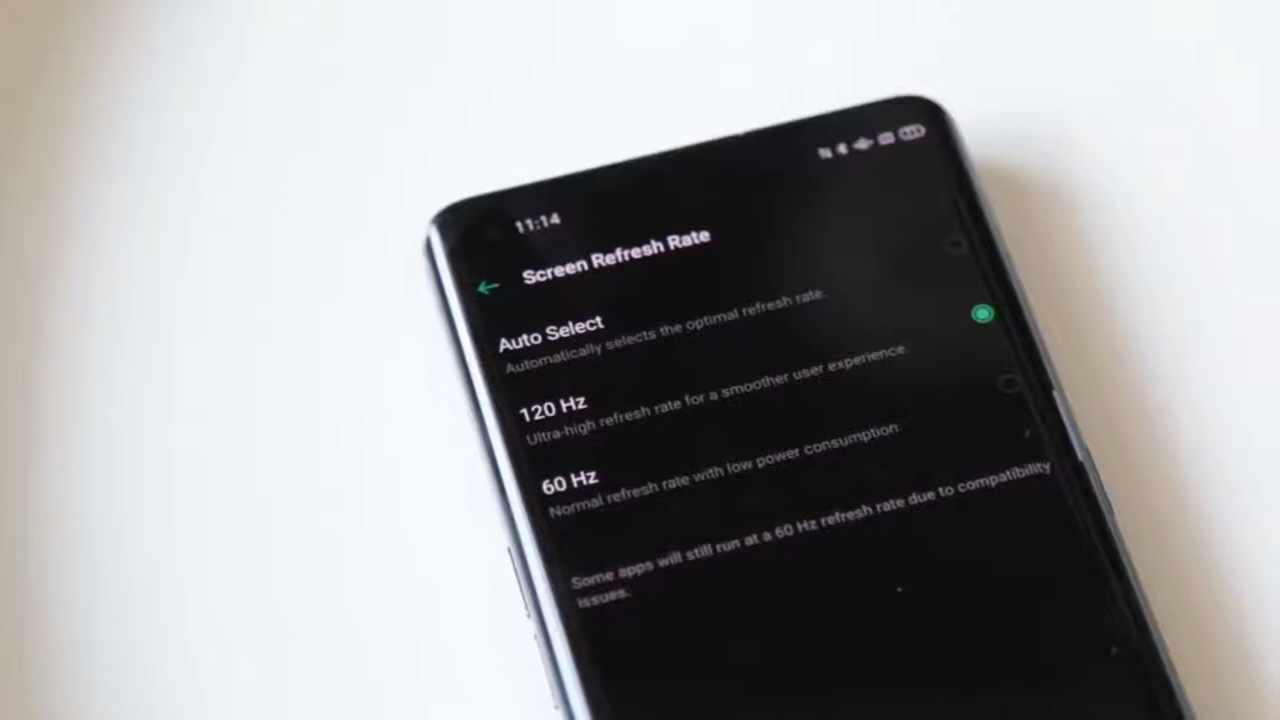 11:14
Screen Refresh Rate
Auto Select
Automatically selects the optimal refresh rate.
120 Hz
Ultra-high refresh rate for a smoother user experience.
60 Hz
Normal refresh rate with low power consumption.
Some apps will still run at a 60 Hz refresh rate due to compatibility
issues.